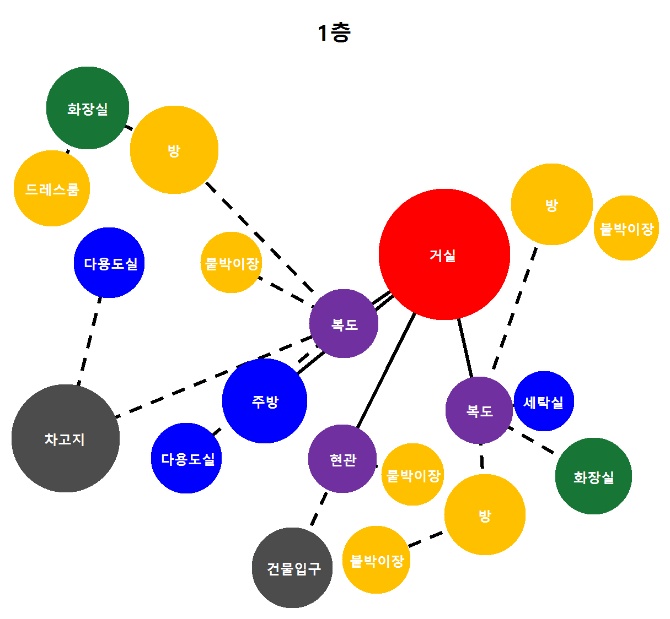 1층
화장실
방
드레스룸
방
붙박이장
거실
다용도실
붙박이장
복도
주방
복도
세탁실
차고지
다용도실
현관
붙박이장
화장실
방
건물입구
붙박이장